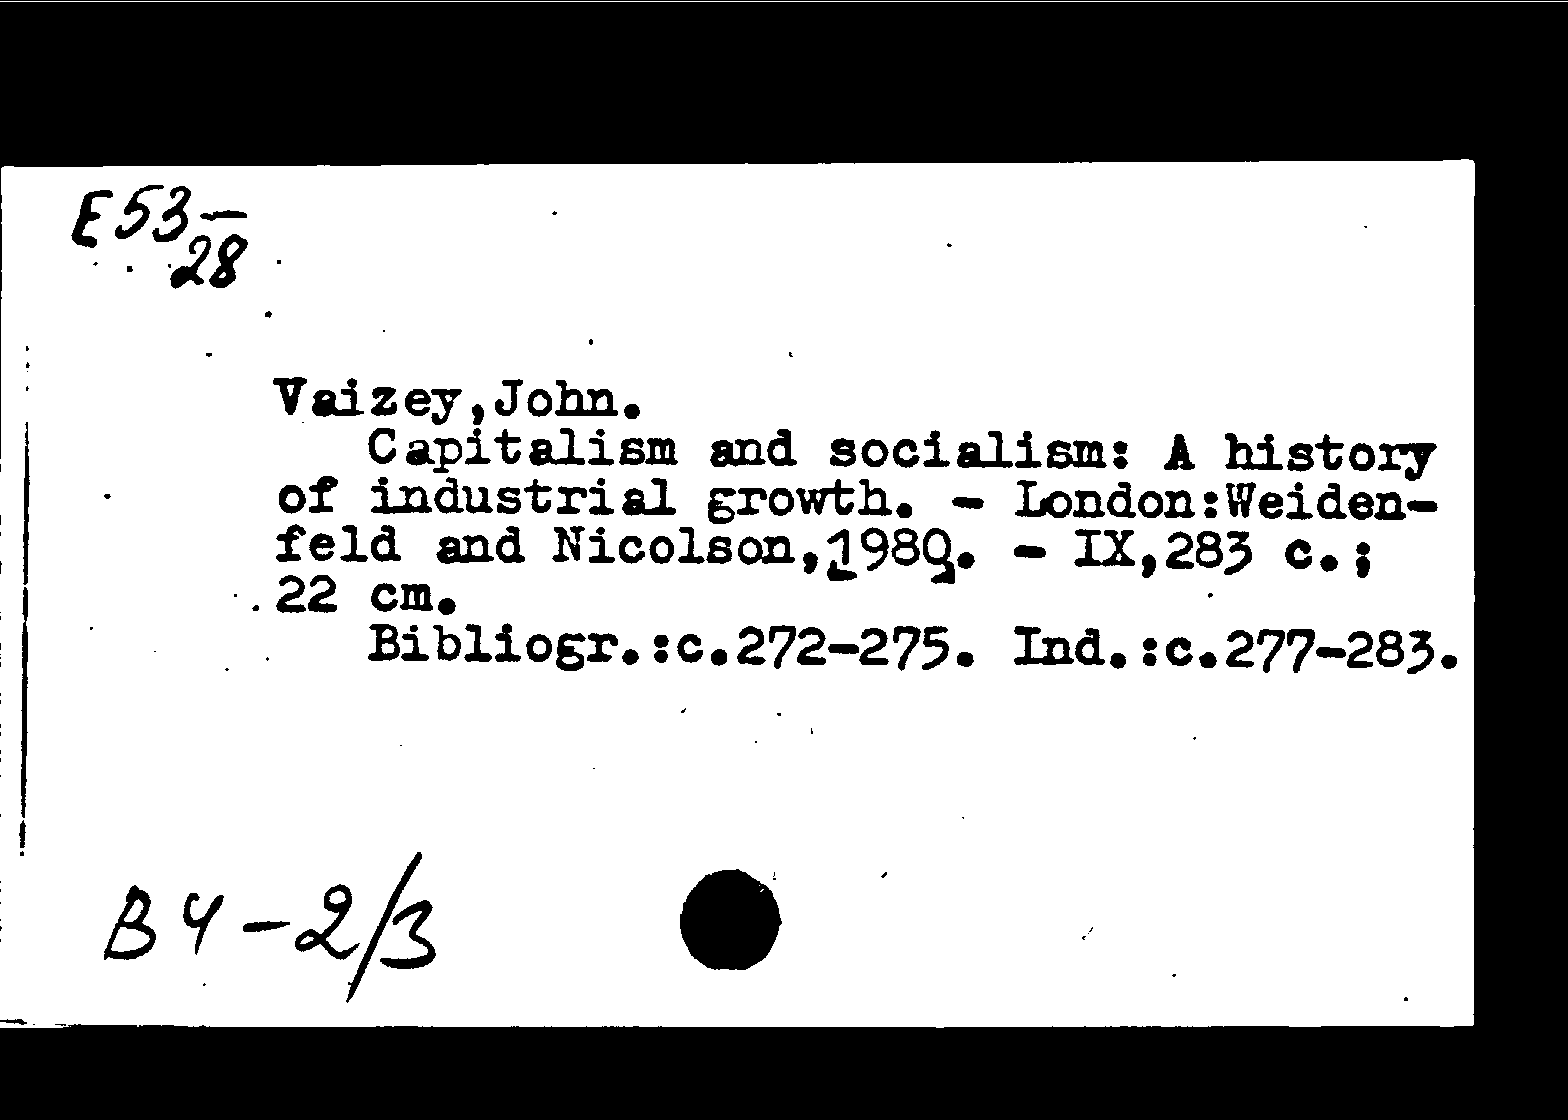 E53-
28
Vaizey,John.
Capitalism and socialism: A history
of industrial growth. - London:Weiden-
feld and Nicolson,1980. - IX,283 c.;
22 cm.
Bibliogr.:c.272-275. Ind.:c.277-283.
B4-2/3